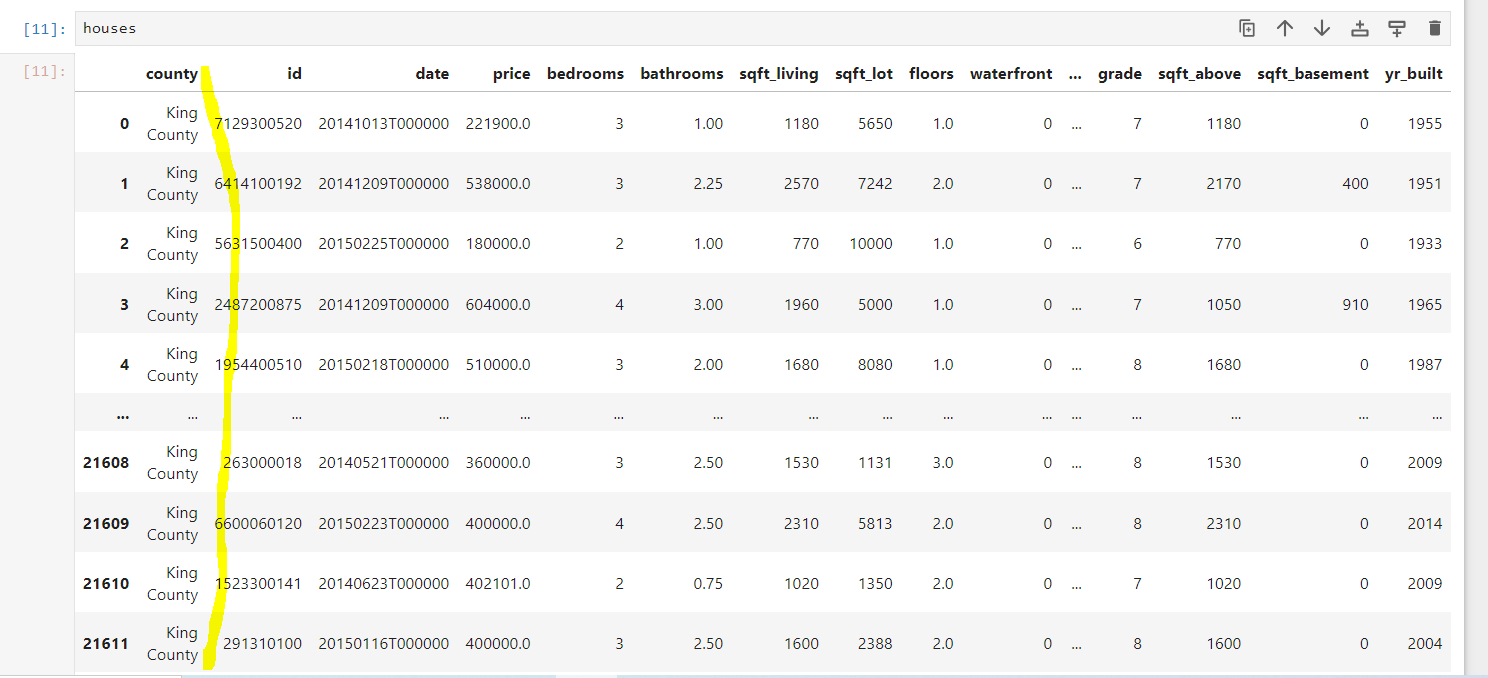 [11]: houses
[11]:
county id date price bedrooms bathrooms sqft_living sqft_lot floors waterfront ... grade sqft_above sqft_basement yr_built
0 King County 7129300520 20141013T000000 221900.0 3 1.00 1180 5650 1.0 0 ... 7 1180 0 1955
1 King County 6414100192 20141209T000000 538000.0 3 2.25 2570 7242 2.0 0 ... 7 2170 400 1951
2 King County 5631500400 20150225T000000 180000.0 2 1.00 770 10000 1.0 0 ... 6 770 0 1933
3 King County 2487200875 20141209T000000 604000.0 4 3.00 1960 5000 1.0 0 ... 7 1050 910 1965
4 King County 1954400510 20150218T000000 510000.0 3 2.00 1680 8080 1.0 0 ... 8 1680 0 1987
... ... ... ... ... ... ... ... ... ... ... ... ... ... ... ...
21608 King County 263000018 20140521T000000 360000.0 3 2.50 1530 1131 3.0 0 ... 8 1530 0 2009
21609 King County 6600060120 20150223T000000 400000.0 4 2.50 2310 5813 2.0 0 ... 8 2310 0 2014
21610 King County 1523300141 20140623T000000 402101.0 2 0.75 1020 1350 2.0 0 ... 7 1020 0 2009
21611 King County 291310100 20150116T000000 400000.0 3 2.50 1600 2388 2.0 0 ... 8 1600 0 2004